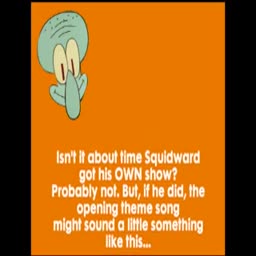 Isn't it about time Squidward
got his OWN show?
Probably not. But, if he did, the
opening theme song
might sound a little something
like this...